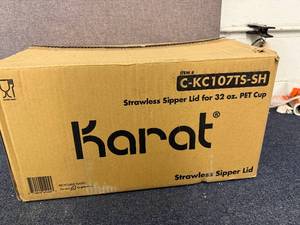 ITEM #
C-KC107TS-SH
Strawless Sipper Lid for 32 oz. PET Cup
Karat®
Strawless Sipper Lid